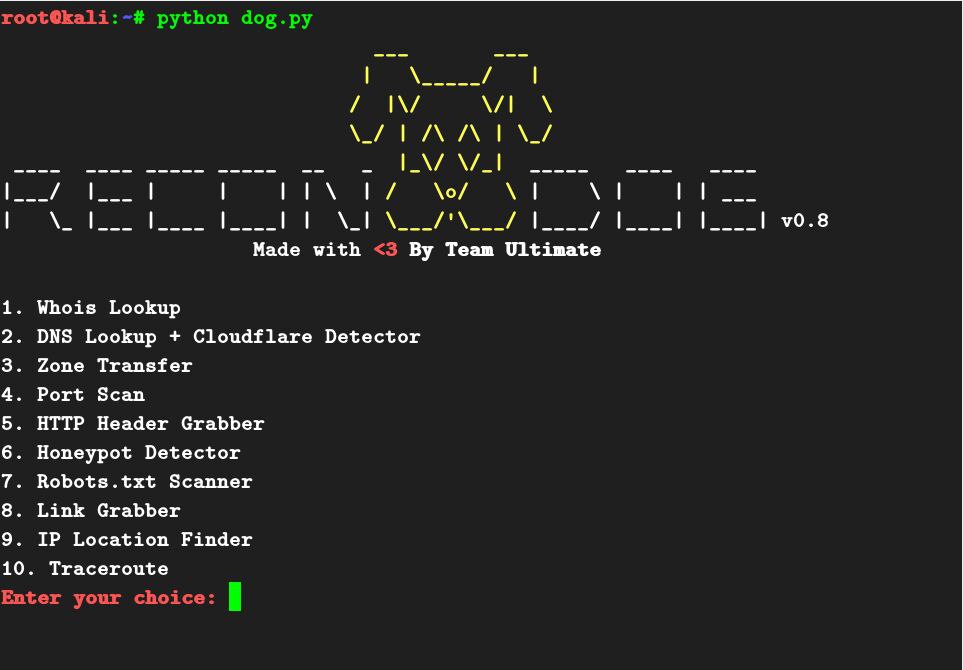 root@kali:~# python dog.py
RECON DOG v0.8
Made with <3 By Team Ultimate
1. Whois Lookup
2. DNS Lookup + Cloudflare Detector
3. Zone Transfer
4. Port Scan
5. HTTP Header Grabber
6. Honeypot Detector
7. Robots.txt Scanner
8. Link Grabber
9. IP Location Finder
10. Traceroute
Enter your choice: